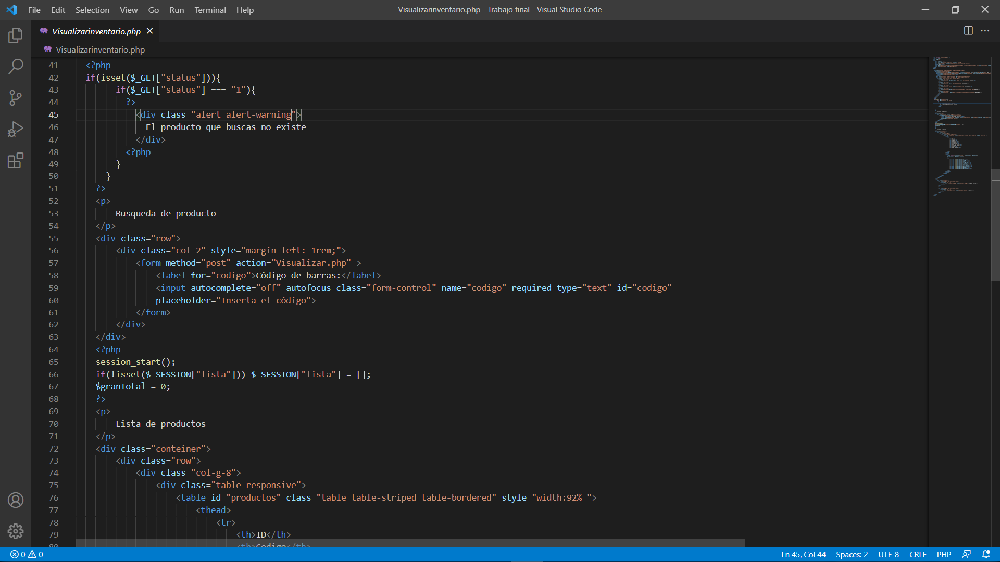 File Edit Selection View Go Run Terminal Help
Visualizarinventario.php - Trabajo final - Visual Studio Code
Visualizarinventario.php
Visualizarinventario.php
41 <?php
42 if(isset($_GET["status"])){
43 if($_GET["status"] === "1"){
44 ?>
45 <div class="alert alert-warning">
46 El producto que buscas no existe
47 </div>
48 <?php
49 }
50 }
51 ?>
52 <p>
53 Busqueda de producto
54 </p>
55 <div class="row">
56 <div class="col-2" style="margin-left: 1rem;">
57 <form method="post" action="Visualizar.php" >
58 <label for="codigo">Código de barras:</label>
59 <input autocomplete="off" autofocus class="form-control" name="codigo" required type="text" id="codigo"
60 placeholder="Inserta el código">
61 </form>
62 </div>
63 </div>
64 <?php
65 session_start();
66 if(!isset($_SESSION["lista"])) $_SESSION["lista"] = [];
67 $granTotal = 0;
68 ?>
69 <p>
70 Lista de productos
71 </p>
72 <div class="conteiner">
73 <div class="row">
74 <div class="col-g-8">
75 <div class="table-responsive">
76 <table id="productos" class="table table-striped table-bordered" style="width:92% ">
77 <thead>
78 <tr>
79 <th>ID</th>
80 <th>Codigo</th>
0 0
Ln 45, Col 44 Spaces: 2 UTF-8 CRLF PHP